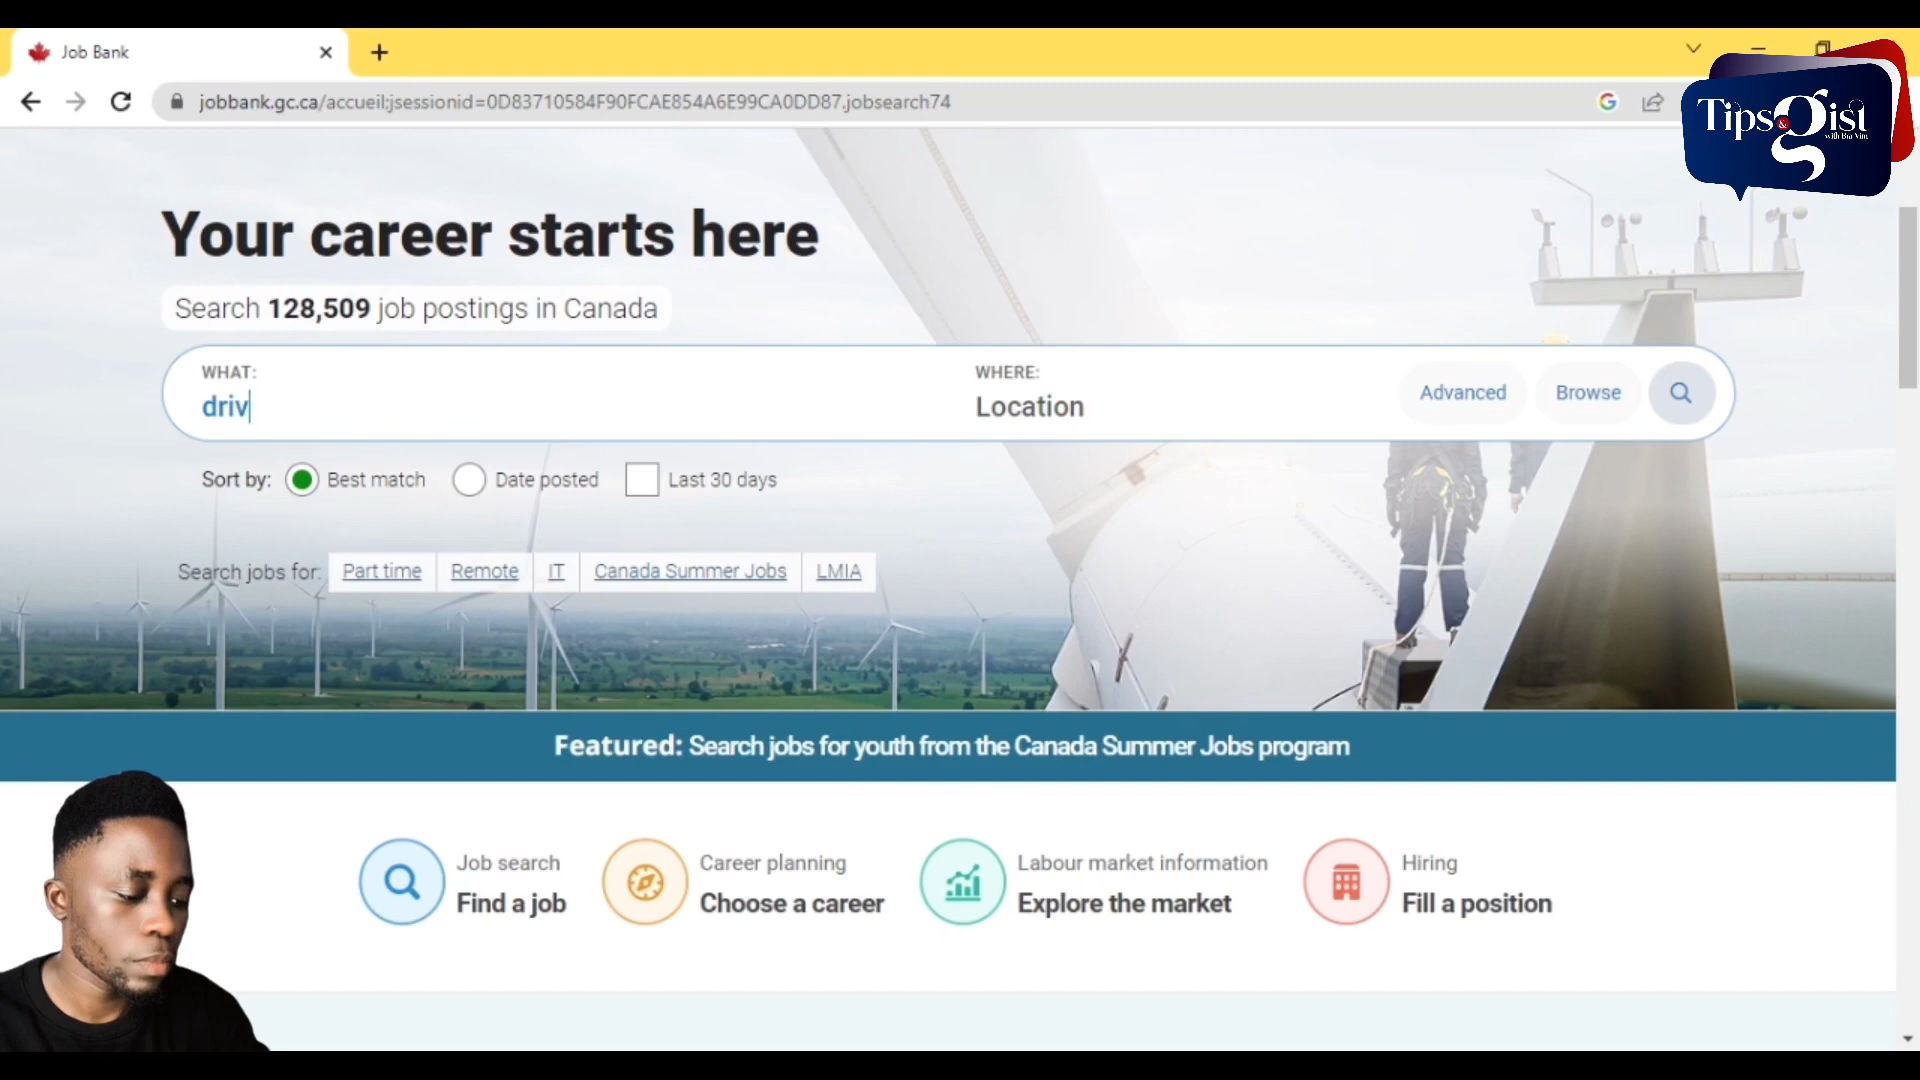 Job Bank
jobbank.gc.ca/accueil;jsessionid=0D83710584F90FCAE854A6E99CA0DD87.jobsearch74
Tips & gist
with Big Vim
Your career starts here
Search 128,509 job postings in Canada
WHAT:
driv
WHERE:
Location
Advanced
Browse
Sort by: Best match Date posted Last 30 days
Search jobs for: Part time Remote IT Canada Summer Jobs LMIA
Featured: Search jobs for youth from the Canada Summer Jobs program
Job search
Find a job
Career planning
Choose a career
Labour market information
Explore the market
Hiring
Fill a position